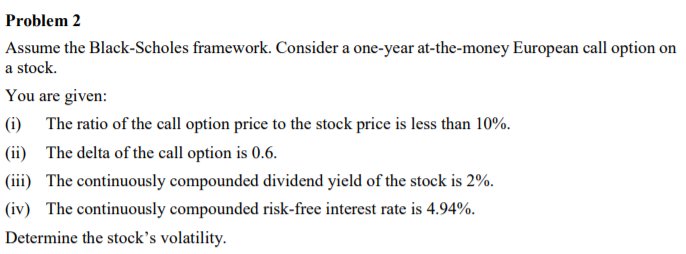 Problem 2
Assume the Black-Scholes framework. Consider a one-year at-the-money European call option on
a stock.
You are given:
(i) The ratio of the call option price to the stock price is less than 10%.
(ii) The delta of the call option is 0.6.
(iii) The continuously compounded dividend yield of the stock is 2%.
(iv) The continuously compounded risk-free interest rate is 4.94%.
Determine the stock’s volatility.